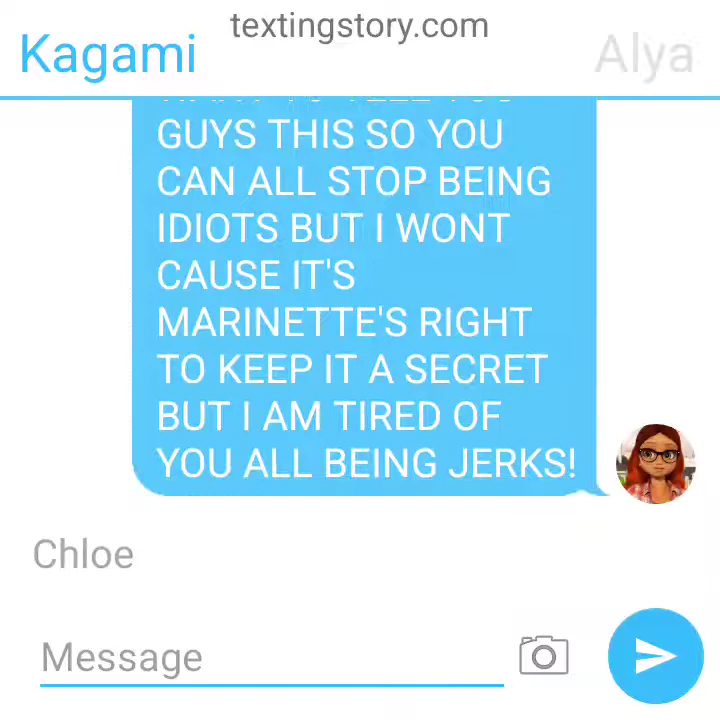 textingstory.com
Kagami
Alya
GUYS THIS SO YOU
CAN ALL STOP BEING
IDIOTS BUT I WONT
CAUSE IT'S
MARINETTE'S RIGHT
TO KEEP IT A SECRET
BUT I AM TIRED OF
YOU ALL BEING JERKS!
Chloe
Message